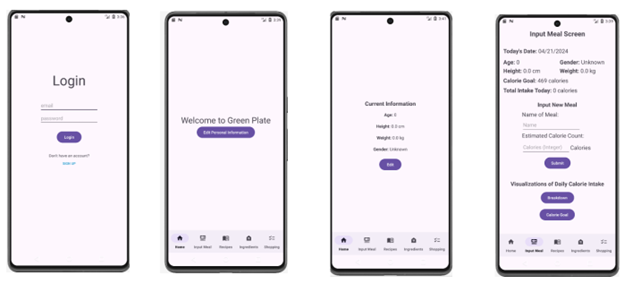 3:39
Login
email
password
Login
Don't have an account?
SIGN UP
Welcome to Green Plate
Edit Personal Information
Home Input Meal Recipes Ingredients Shopping
Current Information
Age: 0
Height: 0.0 cm
Weight: 0.0 kg
Gender: Unknown
Edit
Home Input Meal Recipes Ingredients Shopping
Input Meal Screen
Today's Date: 04/21/2024
Age: 0 Gender: Unknown
Height: 0.0 cm Weight: 0.0 kg
Calorie Goal: 469 calories
Total Intake Today: 0 calories
Input New Meal
Name of Meal
Name
Estimated Calorie Count:
Calories (Integer) Calories
Submit
Visualizations of Daily Calorie Intake
Breakdown
Calorie Goal
Home Input Meal Recipes Ingredients Shopping